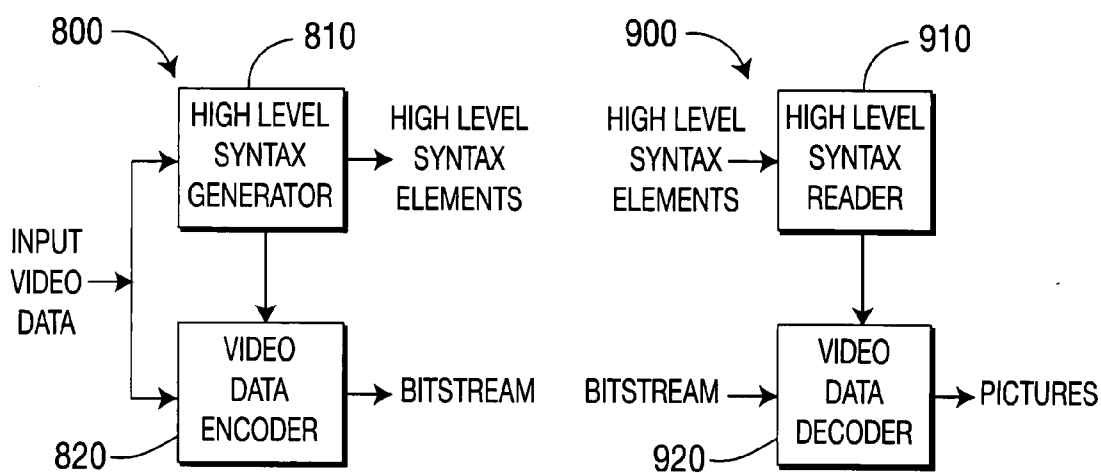 800
810
HIGH LEVEL
SYNTAX
GENERATOR
HIGH LEVEL
SYNTAX
ELEMENTS
INPUT
VIDEO
DATA
VIDEO
DATA
ENCODER
820
BITSTREAM
900
910
HIGH LEVEL
SYNTAX
ELEMENTS
HIGH LEVEL
SYNTAX
READER
BITSTREAM
VIDEO
DATA
DECODER
920
PICTURES